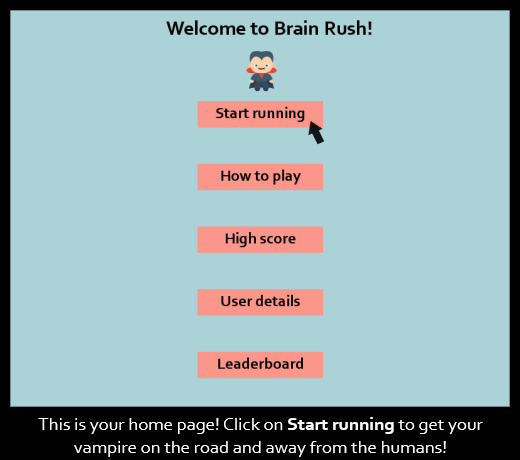 Welcome to Brain Rush!
Start running
How to play
High score
User details
Leaderboard
This is your home page! Click on Start running to get your
vampire on the road and away from the humans!